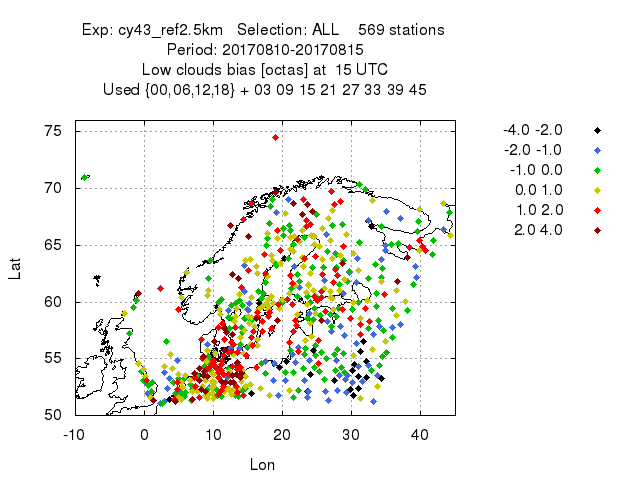 Exp: cy43_ref2.5km Selection: ALL 569 stations
Period: 20170810-20170815
Low clouds bias [octas] at 15 UTC
Used {00,06,12,18} + 03 09 15 21 27 33 39 45
75
70
65
60
55
50
Lat
-10 0 10 20 30 40
Lon
-4.0 -2.0
-2.0 -1.0
-1.0 0.0
0.0 1.0
1.0 2.0
2.0 4.0